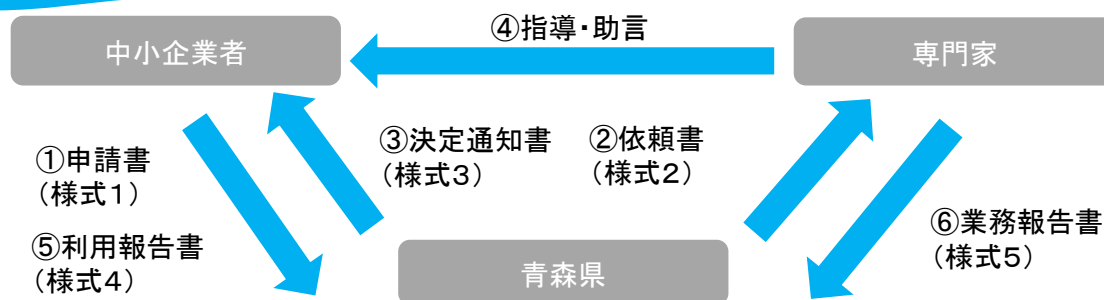 ④指導・助言
中小企業者
専門家
①申請書
(様式1)
③決定通知書
(様式3)
②依頼書
(様式2)
⑤利用報告書
(様式4)
⑥業務報告書
(様式5)
青森県